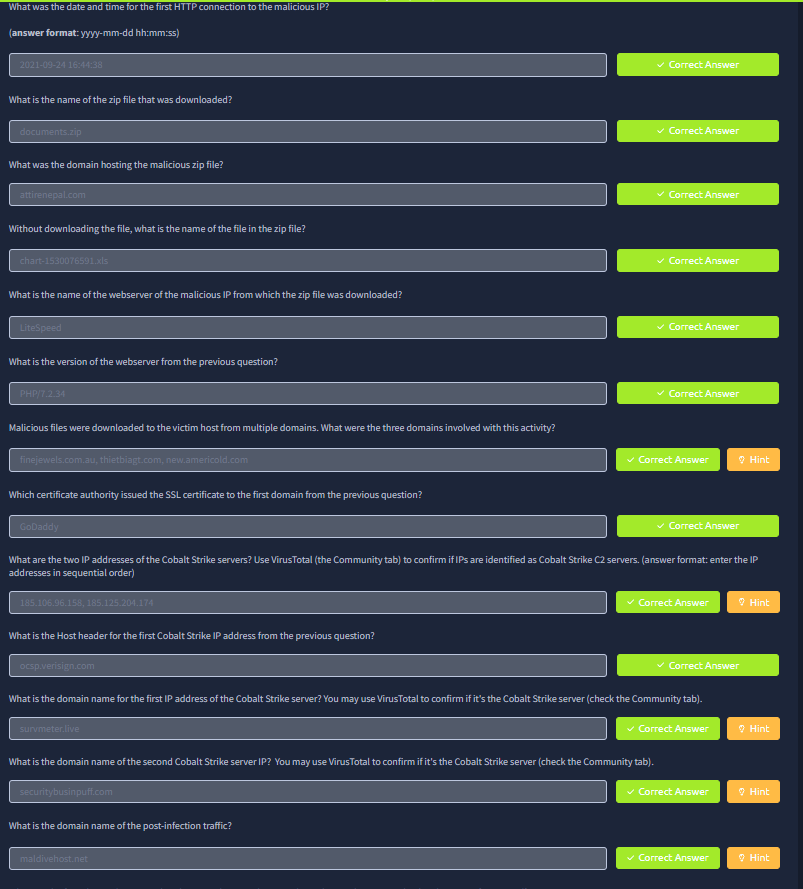 What was the date and time for the first HTTP connection to the malicious IP?
(answer format: yyyy-mm-dd hh:mm:ss)
2021-09-24 16:44:38
✓ Correct Answer
What is the name of the zip file that was downloaded?
documents.zip
✓ Correct Answer
What was the domain hosting the malicious zip file?
attirenepal.com
✓ Correct Answer
Without downloading the file, what is the name of the file in the zip file?
chart-1530076591.xls
✓ Correct Answer
What is the name of the webserver of the malicious IP from which the zip file was downloaded?
LiteSpeed
✓ Correct Answer
What is the version of the webserver from the previous question?
PHP/7.2.34
✓ Correct Answer
Malicious files were downloaded to the victim host from multiple domains. What were the three domains involved with this activity?
finejewels.com.au, thietbiagt.com, new.americold.com
✓ Correct Answer
Hint
Which certificate authority issued the SSL certificate to the first domain from the previous question?
GoDaddy
✓ Correct Answer
What are the two IP addresses of the Cobalt Strike servers? Use VirusTotal (the Community tab) to confirm if IPs are identified as Cobalt Strike C2 servers. (answer format: enter the IP
addresses in sequential order)
185.106.96.158, 185.125.204.174
✓ Correct Answer
Hint
What is the Host header for the first Cobalt Strike IP address from the previous question?
ocsp.verisign.com
✓ Correct Answer
What is the domain name for the first IP address of the Cobalt Strike server? You may use VirusTotal to confirm if it's the Cobalt Strike server (check the Community tab).
survmeter.live
✓ Correct Answer
Hint
What is the domain name of the second Cobalt Strike server IP? You may use VirusTotal to confirm if it's the Cobalt Strike server (check the Community tab).
securitybusinpuff.com
✓ Correct Answer
Hint
What is the domain name of the post-infection traffic?
maldivehost.net
✓ Correct Answer
Hint